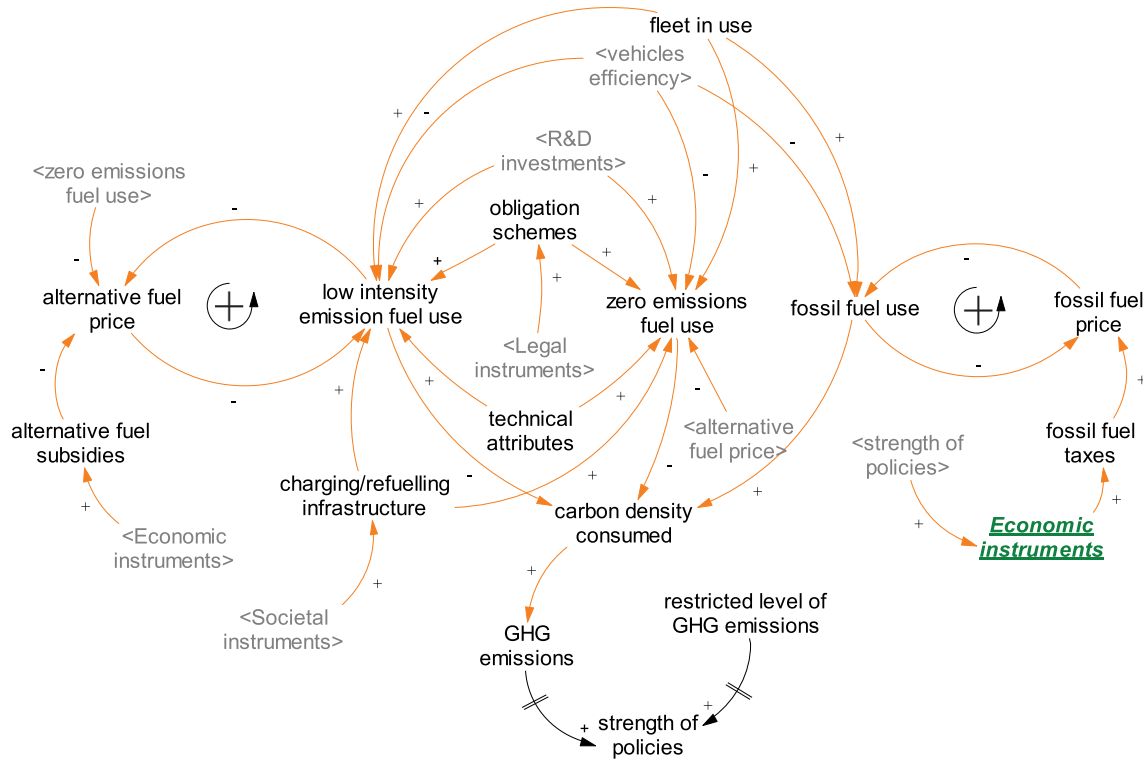 fleet in use
<vehicles
efficiency>
<R&D
investments>
<zero emissions
fuel use>
obligation
schemes
alternative fuel
price
low intensity
emission fuel use
zero emissions
fuel use
fossil fuel use
fossil fuel
price
<Legal
instruments>
alternative fuel
subsidies
technical
attributes
<alternative
fuel price>
<strength of
policies>
fossil fuel
taxes
charging/refuelling
infrastructure
carbon density
consumed
Economic
instruments
<Economic
instruments>
<Societal
instruments>
GHG
emissions
restricted level of
GHG emissions
strength of
policies